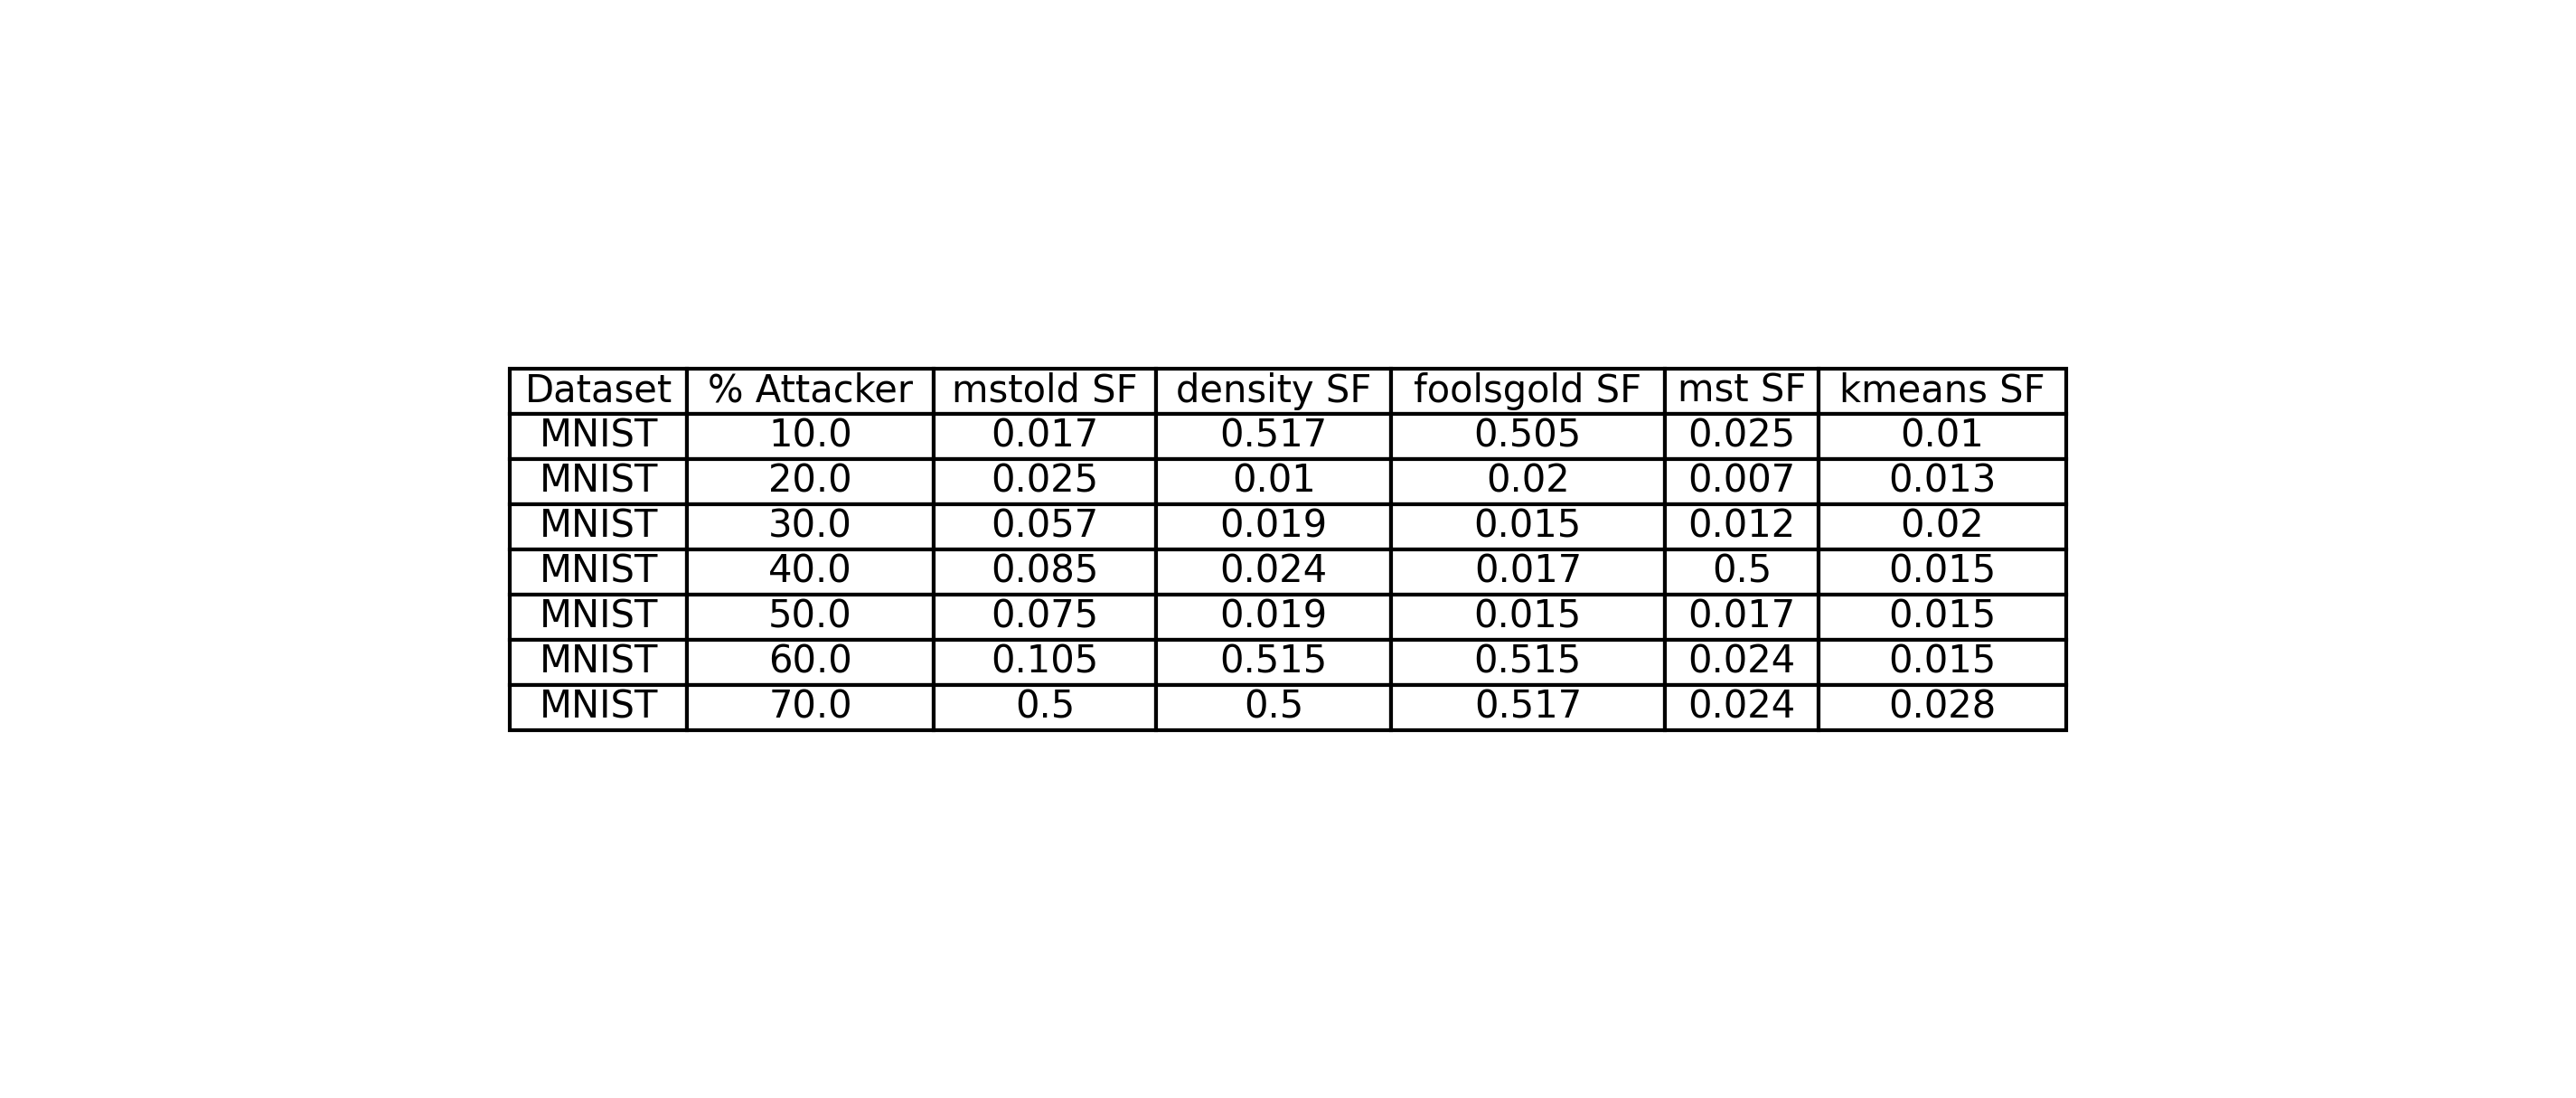 Dataset % Attacker mstold SF density SF foolsgold SF mst SF kmeans SF
MNIST 10.0 0.017 0.517 0.505 0.025 0.01
MNIST 20.0 0.025 0.01 0.02 0.007 0.013
MNIST 30.0 0.057 0.019 0.015 0.012 0.02
MNIST 40.0 0.085 0.024 0.017 0.5 0.015
MNIST 50.0 0.075 0.019 0.015 0.017 0.015
MNIST 60.0 0.105 0.515 0.515 0.024 0.015
MNIST 70.0 0.5 0.5 0.517 0.024 0.028